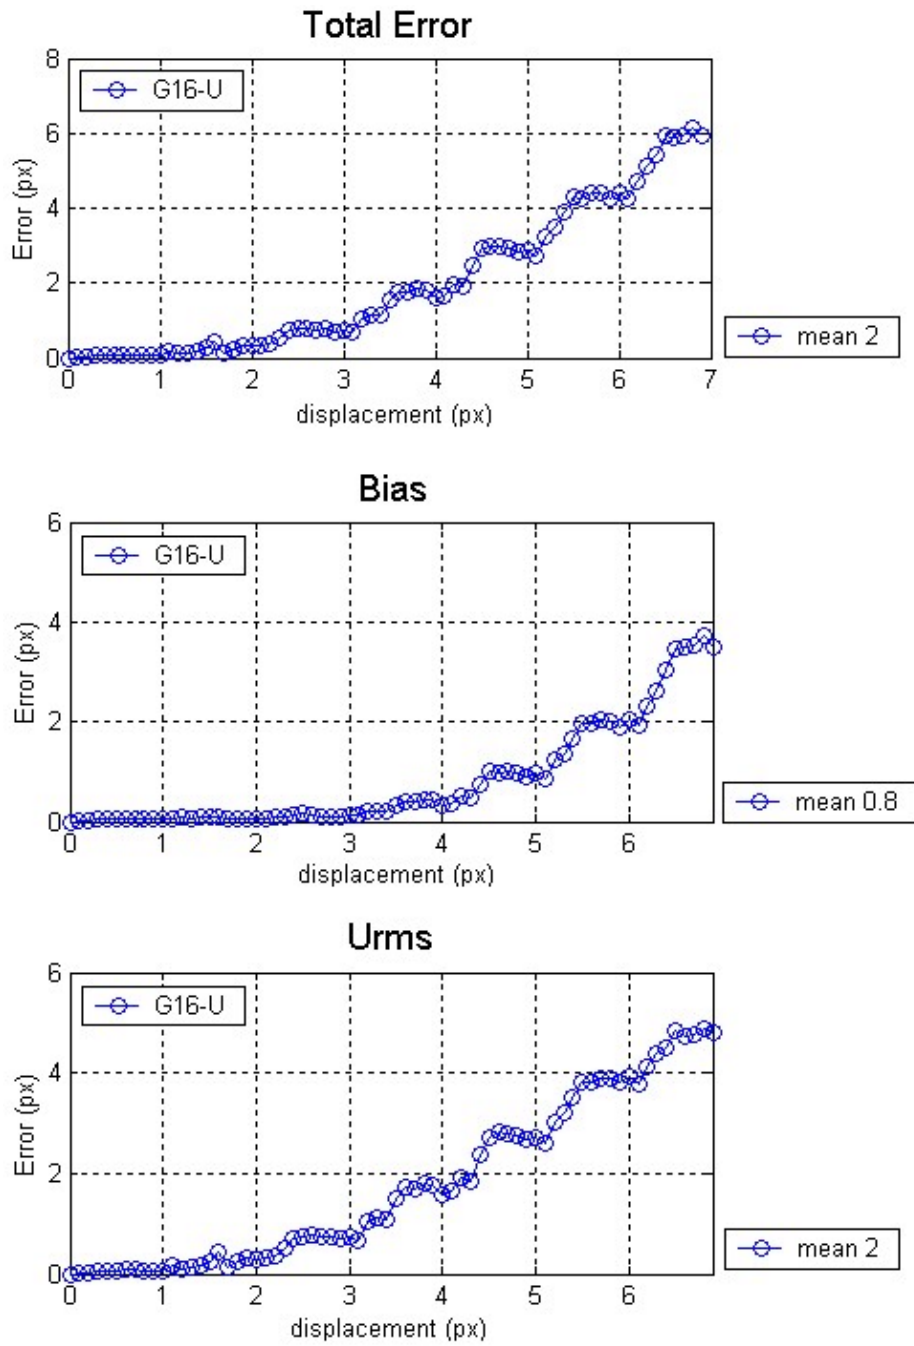 Total Error
8
G16-U
6
Error (px)
4
2
mean 2
0
0 1 2 3 4 5 6 7
displacement (px)
Bias
6
G16-U
4
Error (px)
2
mean 0.8
0
0 1 2 3 4 5 6
displacement (px)
Urms
6
G16-U
4
Error (px)
2
mean 2
0
0 1 2 3 4 5 6
displacement (px)